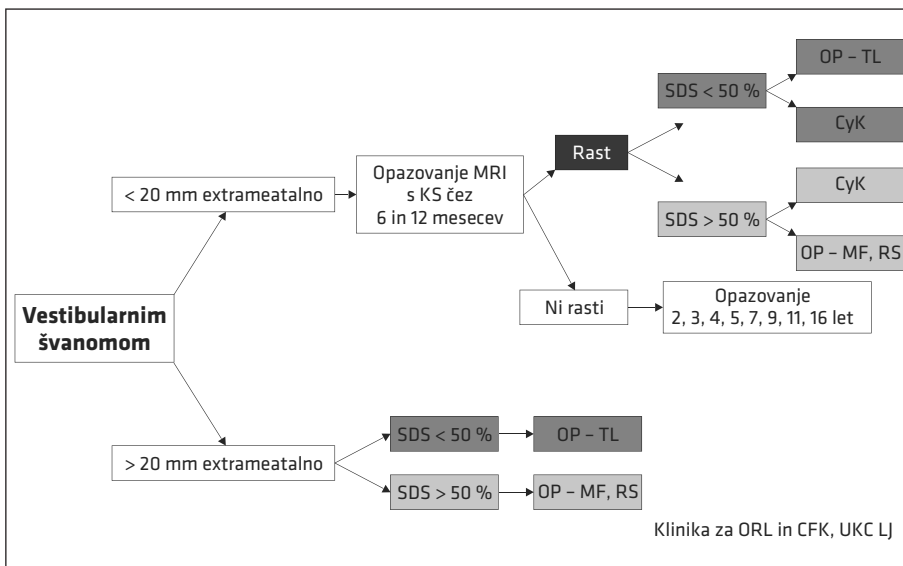 Vestibularnim
švanomom
< 20 mm extrameatalno
Opazovanje MRI
s KS čez
6 in 12 mesecev
Rast
SDS < 50 %
OP – TL
CyK
SDS > 50 %
CyK
OP – MF, RS
Ni rasti
Opazovanje
2, 3, 4, 5, 7, 9, 11, 16 let
> 20 mm extrameatalno
SDS < 50 %
OP – TL
SDS > 50 %
OP – MF, RS
Klinika za ORL in CFK, UKC LJ